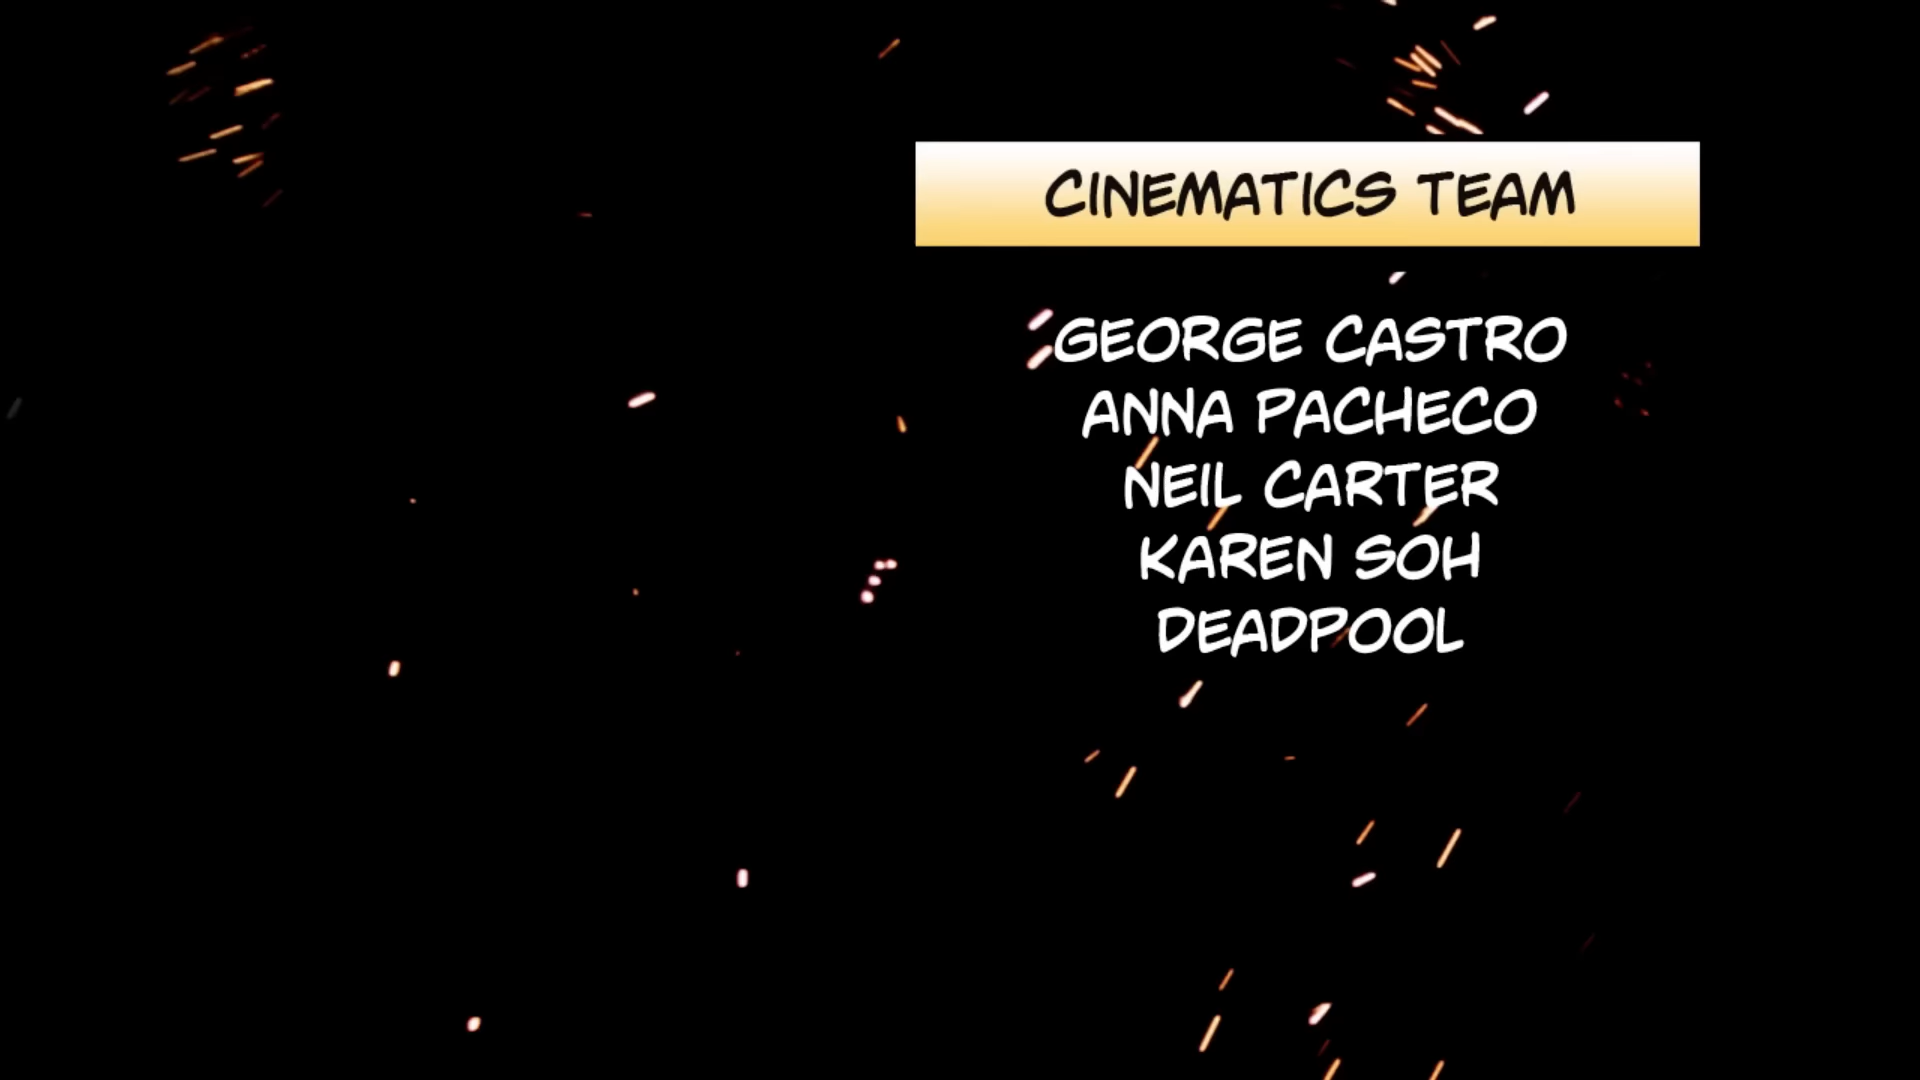 CINEMATICS TEAM
GEORGE CASTRO
ANNA PACHECO
NEIL CARTER
KAREN SOH
DEADPOOL